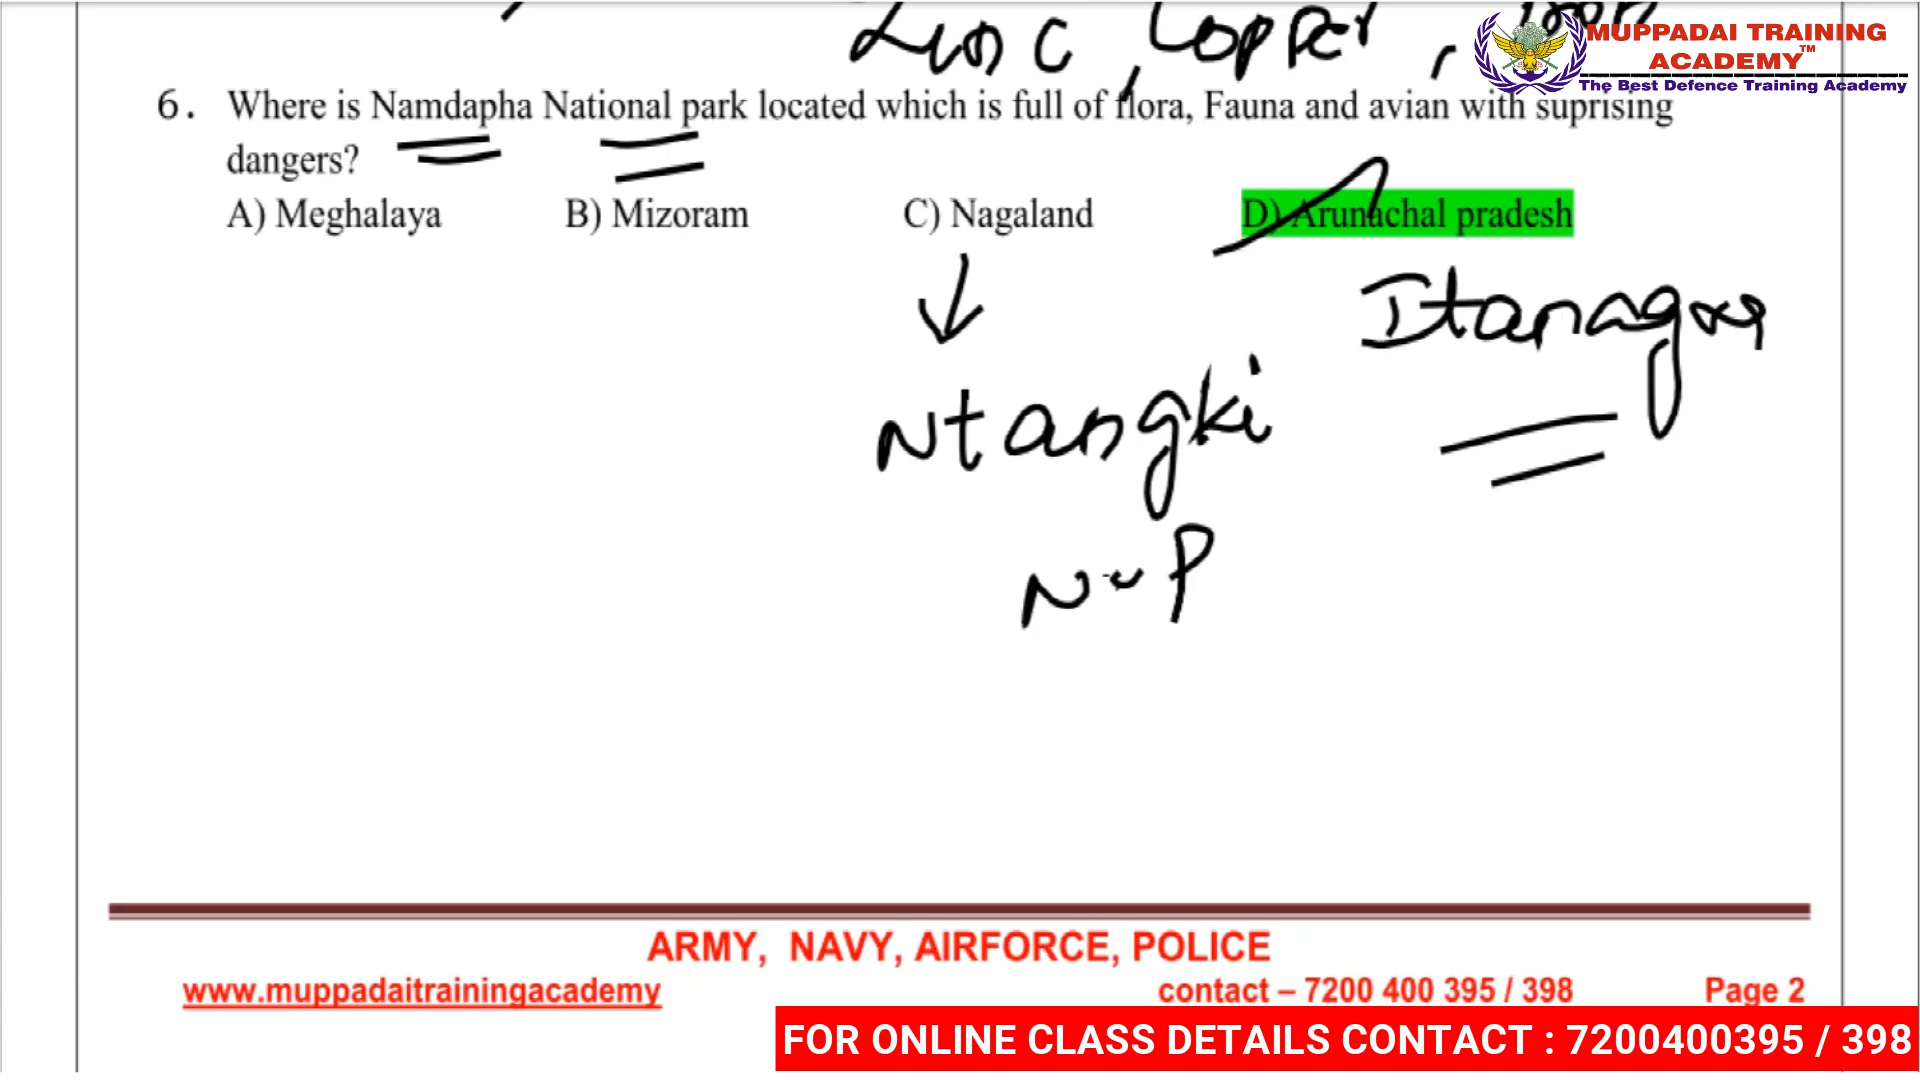 Zinc, Copper, Iron
MUPPADAI TRAINING
ACADEMY™
The Best Defence Training Academy
6. Where is Namdapha National park located which is full of flora, Fauna and avian with suprising
dangers?
A) Meghalaya B) Mizoram C) Nagaland D) Arunachal pradesh
Itanagar
Ntangki
N.P
ARMY, NAVY, AIRFORCE, POLICE
www.muppadaitrainingacademy contact – 7200 400 395 / 398 Page 2
FOR ONLINE CLASS DETAILS CONTACT : 7200400395 / 398